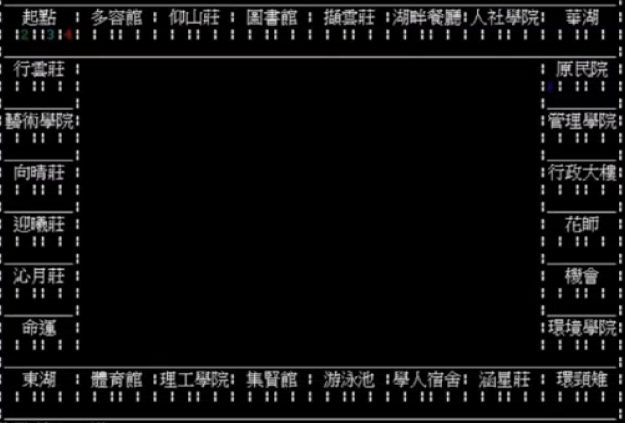 起點 多容館 仰山莊 圖書館 擷雲莊 湖畔餐廳 人社學院 華湖
2 3 4
行雲莊 原民院
藝術學院 管理學院
向晴莊 行政大樓
迎曦莊 花師
沁月莊 機會
命運 環境學院
東湖 體育館 理工學院 集賢館 游泳池 學人宿舍 涵星莊 環頸雉